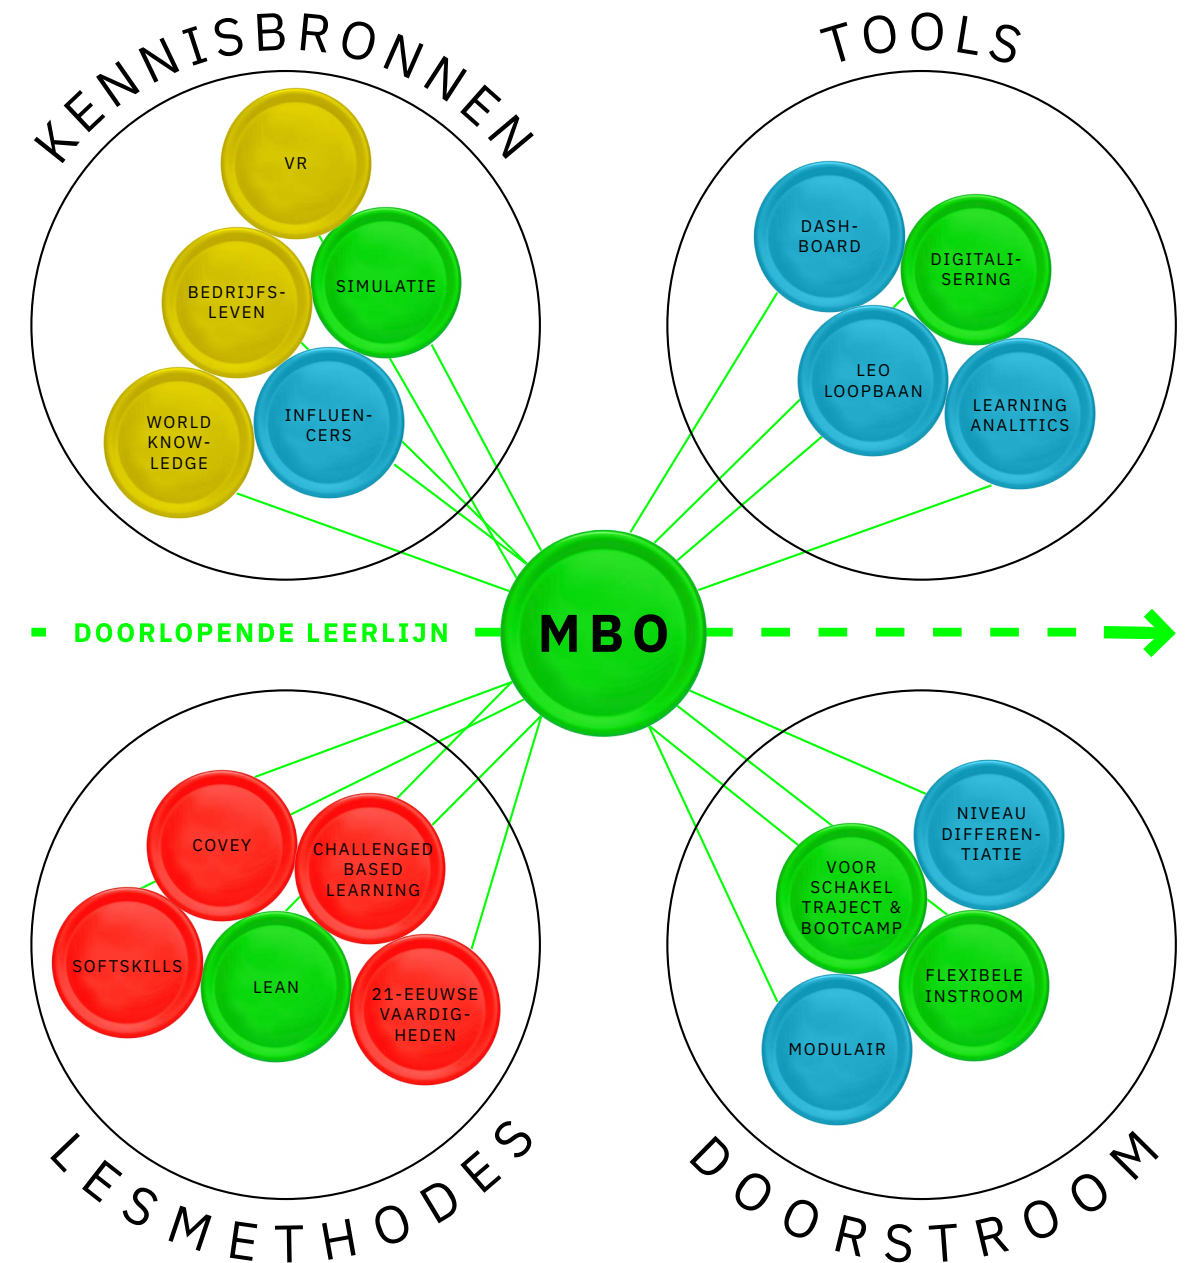 KENNISBRONNEN
VR
SIMULATIE
BEDRIJFS-
LEVEN
INFLUEN-
CERS
WORLD
KNOW-
LEDGE
TOOLS
DASH-
BOARD
DIGITALI-
SERING
LEO
LOOPBAAN
LEARNING
ANALITICS
DOORLOPENDE LEERLIJN
MBO
COVEY
CHALLENGED
BASED
LEARNING
SOFTSKILLS
LEAN
21-EEUWSE
VAARDIG-
HEDEN
LESMETHODES
NIVEAU
DIFFEREN-
TIATIE
VOOR
SCHAKEL
TRAJECT &
BOOTCAMP
FLEXIBELE
INSTROOM
MODULAIR
DOORSTROOM